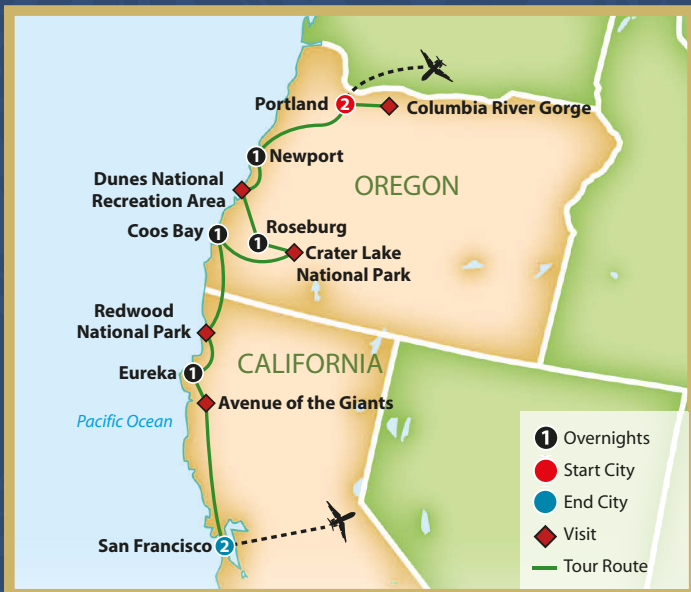 Portland
2
Columbia River Gorge
1
Newport
Dunes National
Recreation Area
OREGON
Coos Bay
1
Roseburg
1
Crater Lake
National Park
Redwood
National Park
Eureka
1
CALIFORNIA
Avenue of the Giants
Pacific Ocean
San Francisco
2
1 Overnights
Start City
End City
Visit
Tour Route